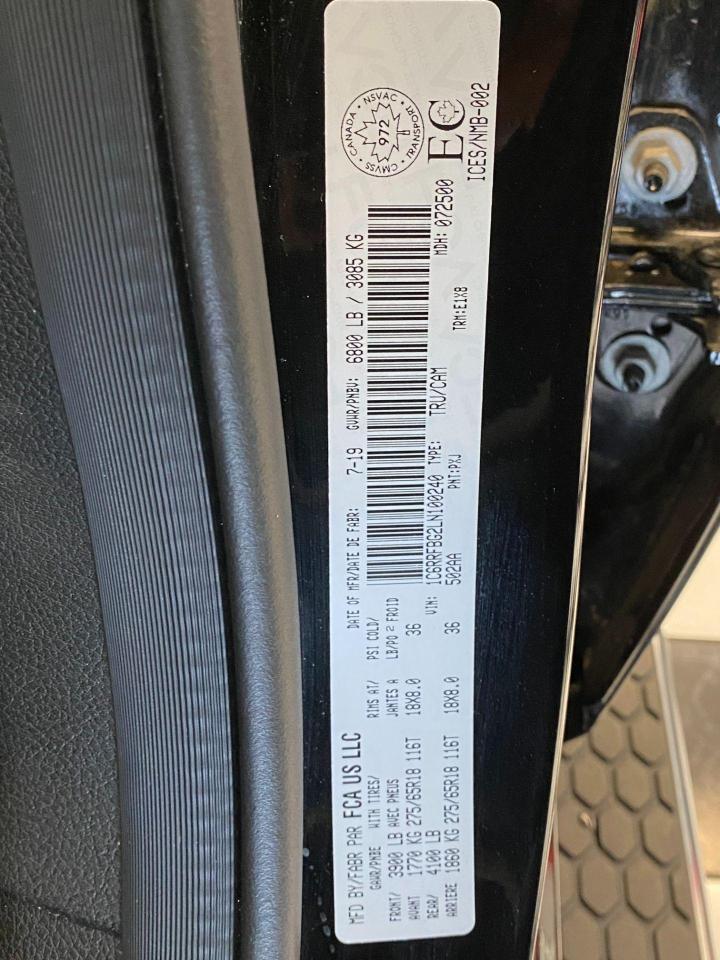 MFD BY/FABR PAR FCA US LLC
DATE OF MFR/DATE DE FABR: 7-19 GVWR/PNBV: 6800 LB / 3085 KG
GAWR/PNBE WITH TIRES/ RIMS AT/ PSI COLD/
FRONT/ 3900 LB AVEC PNEUS JANTES A LB/PO 2 FROID
AVANT 1770 KG 275/65R18 116T 18X8.0 36
REAR/ 4100 LB VIN: 1C6RRFBG2LN100240 TYPE: TRU/CAM MDH: 072500
ARRIERE 1860 KG 275/65R18 116T 18X8.0 36 502AA PNT:PXJ TRM:E1X8
CANADA • NSVAC • TRANSPORT • CMVSS
972
EC
ICES/NMB-002